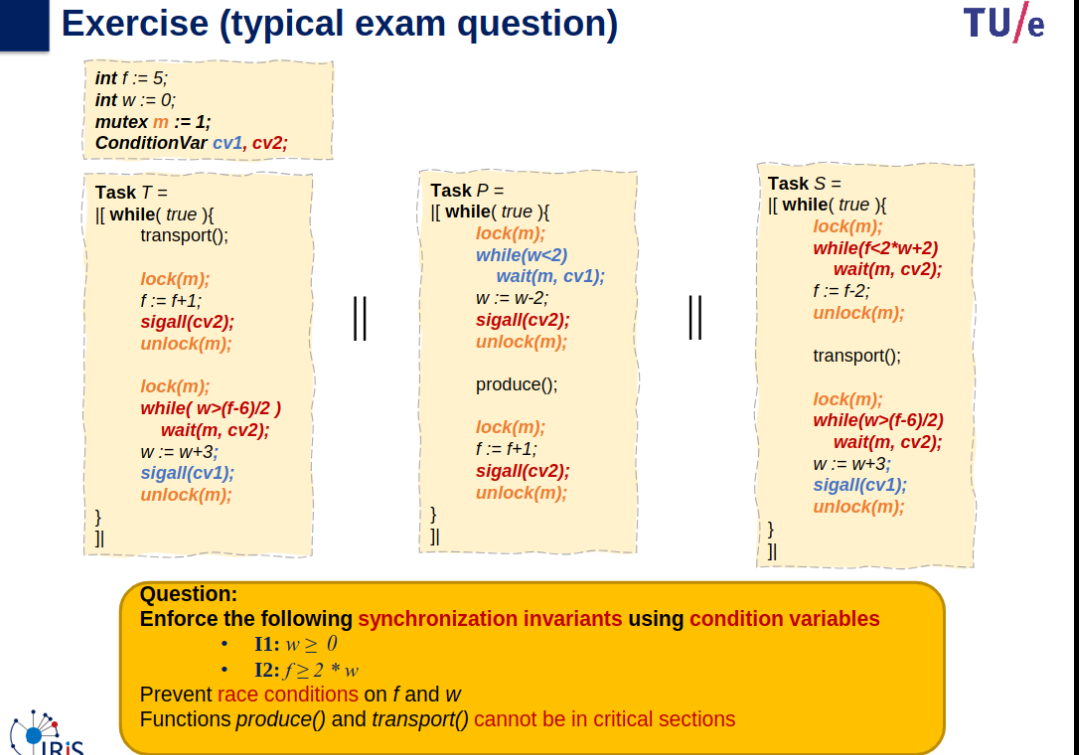 Exercise (typical exam question)
TU/e
int f := 5;
int w := 0;
mutex m := 1;
ConditionVar cv1, cv2;
Task T =
|[ while( true ){
transport();
lock(m);
f := f+1;
sigall(cv2);
unlock(m);
lock(m);
while( w>(f-6)/2 )
wait(m, cv2);
w := w+3;
sigall(cv1);
unlock(m);
}
]|
||
Task P =
|[ while( true ){
lock(m);
while(w<2)
wait(m, cv1);
w := w-2;
sigall(cv2);
unlock(m);
produce();
lock(m);
f := f+1;
sigall(cv2);
unlock(m);
}
]|
||
Task S =
|[ while( true ){
lock(m);
while(f<2*w+2)
wait(m, cv2);
f := f-2;
unlock(m);
transport();
lock(m);
while(w>(f-6)/2)
wait(m, cv2);
w := w+3;
sigall(cv1);
unlock(m);
}
]|
Question:
Enforce the following synchronization invariants using condition variables
• I1: w ≥ 0
• I2: f ≥ 2 * w
Prevent race conditions on f and w
Functions produce() and transport() cannot be in critical sections
IRiS